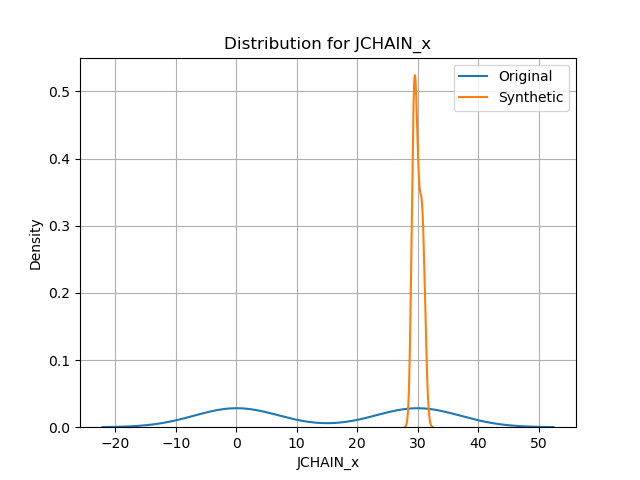 Distribution for JCHAIN_x
Original
Synthetic
Density
0.5
0.4
0.3
0.2
0.1
0.0
−20 −10 0 10 20 30 40 50
JCHAIN_x